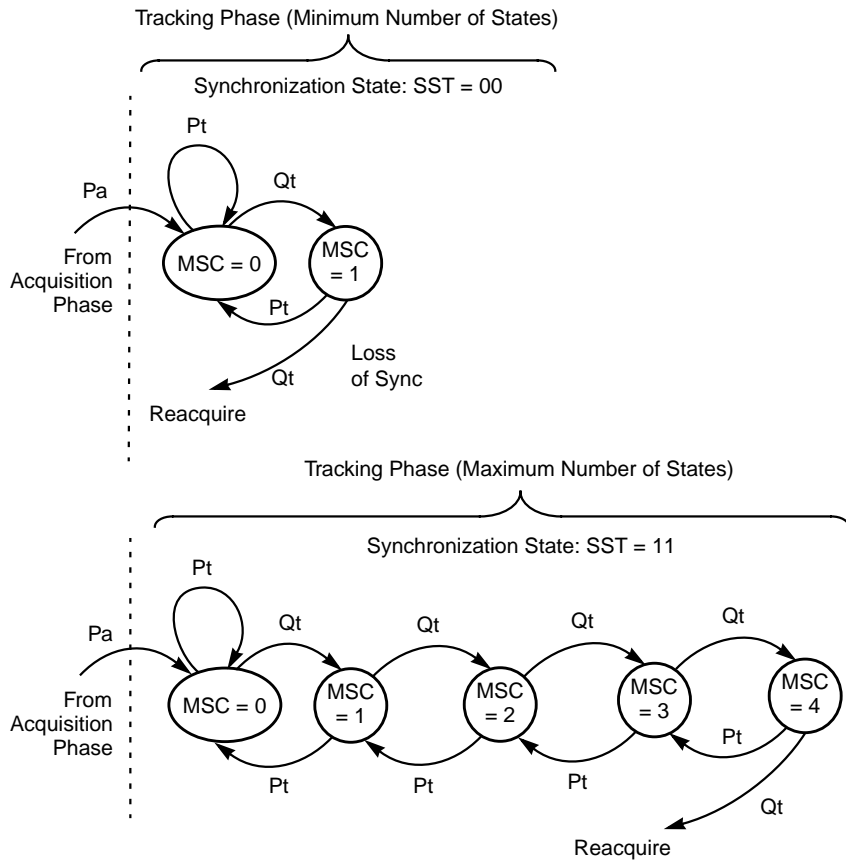 Tracking Phase (Minimum Number of States)
Synchronization State: SST = 00
Pt
Qt
Pa
MSC = 0
MSC
= 1
From
Acquisition
Phase
Pt
Loss
of Sync
Qt
Reacquire
Tracking Phase (Maximum Number of States)
Synchronization State: SST = 11
Pt
Qt
Qt
Qt
Qt
Pa
MSC = 0
MSC
= 1
MSC
= 2
MSC
= 3
MSC
= 4
From
Acquisition
Phase
Pt
Pt
Pt
Pt
Qt
Reacquire